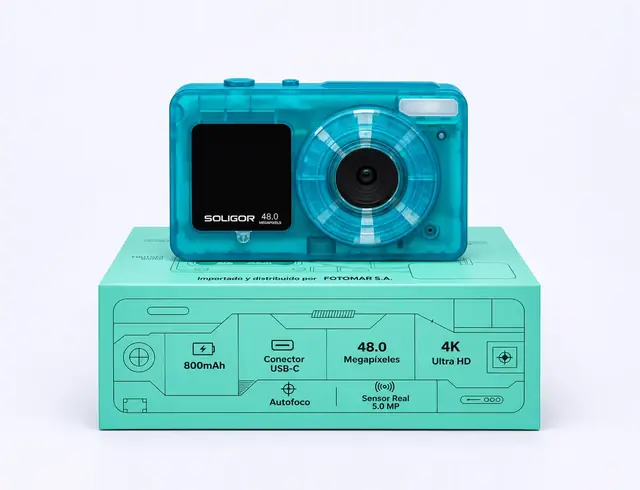 SOLIGOR 48.0
MEGAPIXELS
Importado y distribuido por FOTOMAR S.A.
800mAh
Conector
USB-C
48.0
Megapíxeles
4K
Ultra HD
Autofoco
Sensor Real
5.0 MP